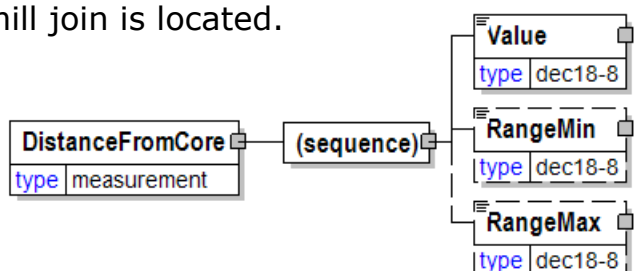 mill join is located.
Value
type dec18-8
RangeMin
type dec18-8
DistanceFromCore
type measurement
(sequence)
RangeMax
type dec18-8